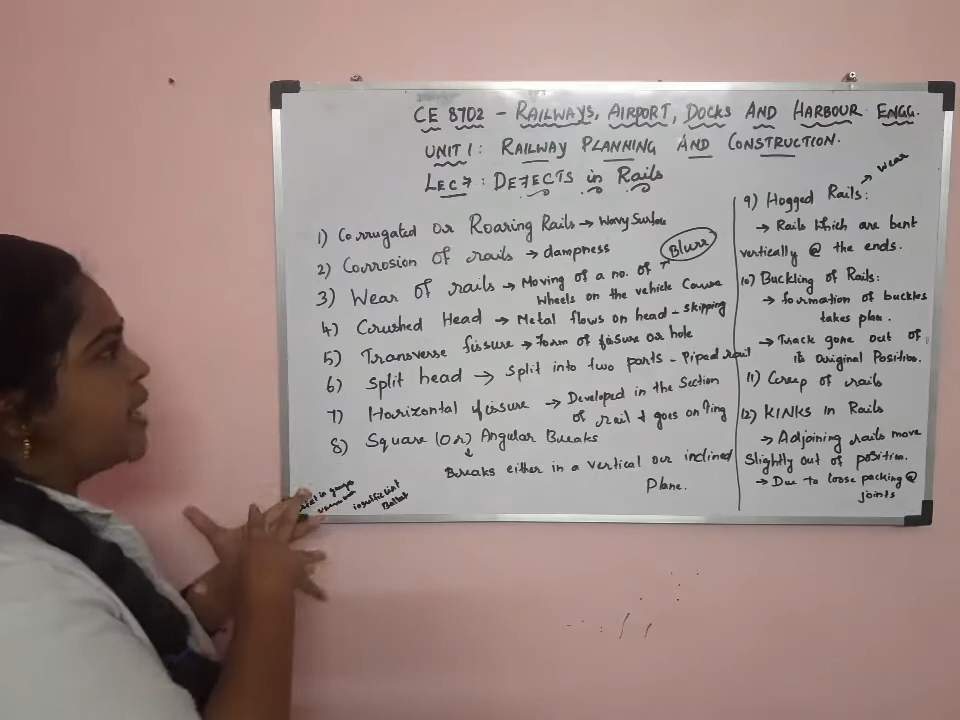 CE 8702 - RAILWAYS, AIRPORT, DOCKS AND HARBOUR ENGG.
UNIT 1: RAILWAY PLANNING AND CONSTRUCTION.
LEC 7: DEFECTS in Rails
1) Corrugated or Roaring Rails → Wavy Surface
2) Corrosion of rails → dampness
3) Wear of rails → Moving of a no. of
Wheels on the vehicle Cause
Blurr
4) Crushed Head → Metal flows on head - skipping
5) Transverse fissure → Form of fissure or hole
6) Split head → Split into two parts - Piped rail
7) Horizontal fissure → Developed in the Section
of rail & goes on ↑ing
8) Square (or) Angular Breaks
↓
Breaks either in a vertical or inclined
Plane.
insufficient
Ballast
9) Hogged Rails: → Wear
→ Rails which are bent
vertically @ the ends.
10) Buckling of Rails:
→ formation of buckles
takes place.
→ Track gone out of
its Original Position.
11) Creep of rails
12) KINKS in Rails
→ Adjoining rails move
Slightly out of position.
→ Due to loose packing @
joints